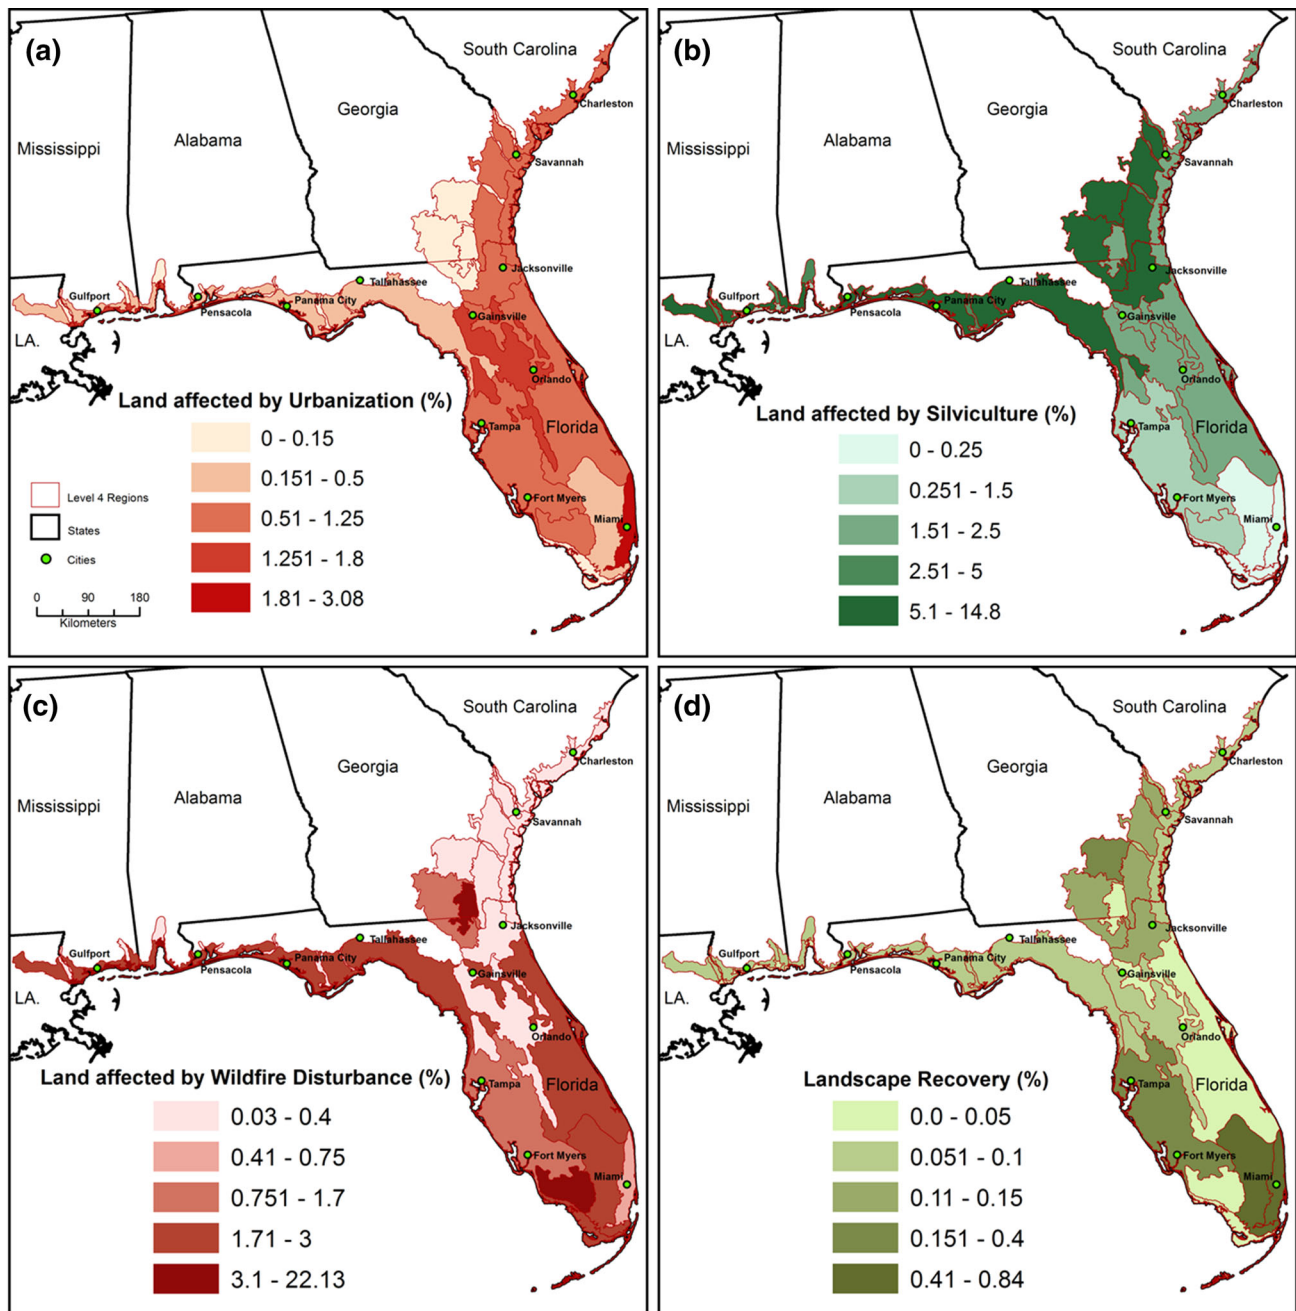 (a)
South Carolina
Georgia
Charleston
Alabama
Mississippi
Savannah
Jacksonville
Tallahassee
Gulfport
Panama City
Pensacola
Gainsville
LA.
Orlando
Land affected by Urbanization (%)
Tampa
Florida
0 - 0.15
0.151 - 0.5
0.51 - 1.25
1.251 - 1.8
1.81 - 3.08
Level 4 Regions
States
Cities
0 90 180
Kilometers
Fort Myers
Miami
(b)
South Carolina
Georgia
Charleston
Alabama
Mississippi
Savannah
Jacksonville
Tallahassee
Gulfport
Panama City
Pensacola
Gainsville
LA.
Orlando
Land affected by Silviculture (%)
Tampa
Florida
0 - 0.25
0.251 - 1.5
1.51 - 2.5
2.51 - 5
5.1 - 14.8
Fort Myers
Miami
(c)
South Carolina
Georgia
Charleston
Alabama
Mississippi
Savannah
Jacksonville
Tallahassee
Gulfport
Panama City
Pensacola
Gainsville
LA.
Orlando
Land affected by Wildfire Disturbance (%)
Tampa
Florida
0.03 - 0.4
0.41 - 0.75
0.751 - 1.7
1.71 - 3
3.1 - 22.13
Fort Myers
Miami
(d)
South Carolina
Georgia
Charleston
Alabama
Mississippi
Savannah
Jacksonville
Tallahassee
Gulfport
Panama City
Pensacola
Gainsville
LA.
Orlando
Landscape Recovery (%)
Tampa
Florida
0.0 - 0.05
0.051 - 0.1
0.11 - 0.15
0.151 - 0.4
0.41 - 0.84
Fort Myers
Miami